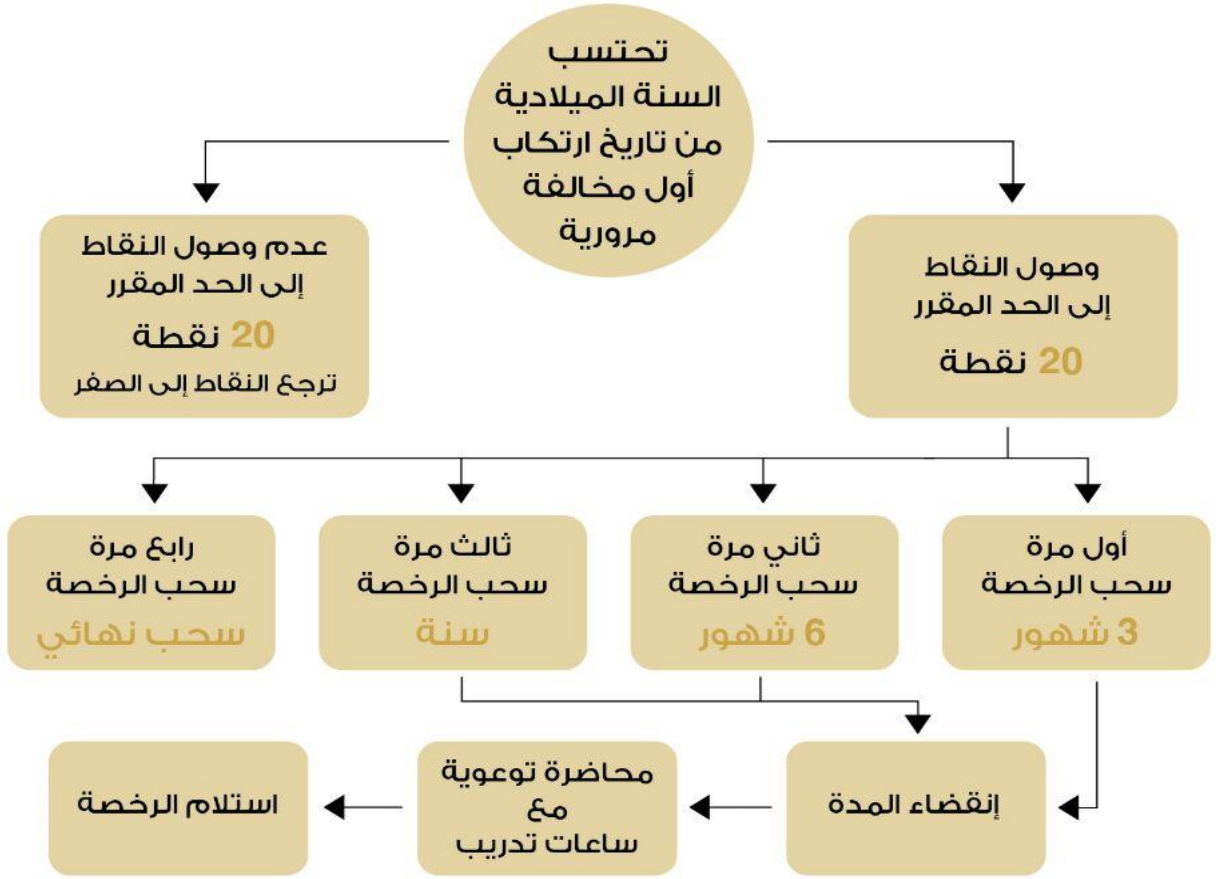 تحتسب
السنة الميلادية
من تاريخ ارتكاب
أول مخالفة
مرورية
وصول النقاط
إلى الحد المقرر
20 نقطة
عدم وصول النقاط
إلى الحد المقرر
20 نقطة
ترجع النقاط إلى الصفر
أول مرة
سحب الرخصة
3 شهور
ثاني مرة
سحب الرخصة
6 شهور
ثالث مرة
سحب الرخصة
سنة
رابع مرة
سحب الرخصة
سحب نهائي
إنقضاء المدة
محاضرة توعوية
مع
ساعات تدريب
استلام الرخصة